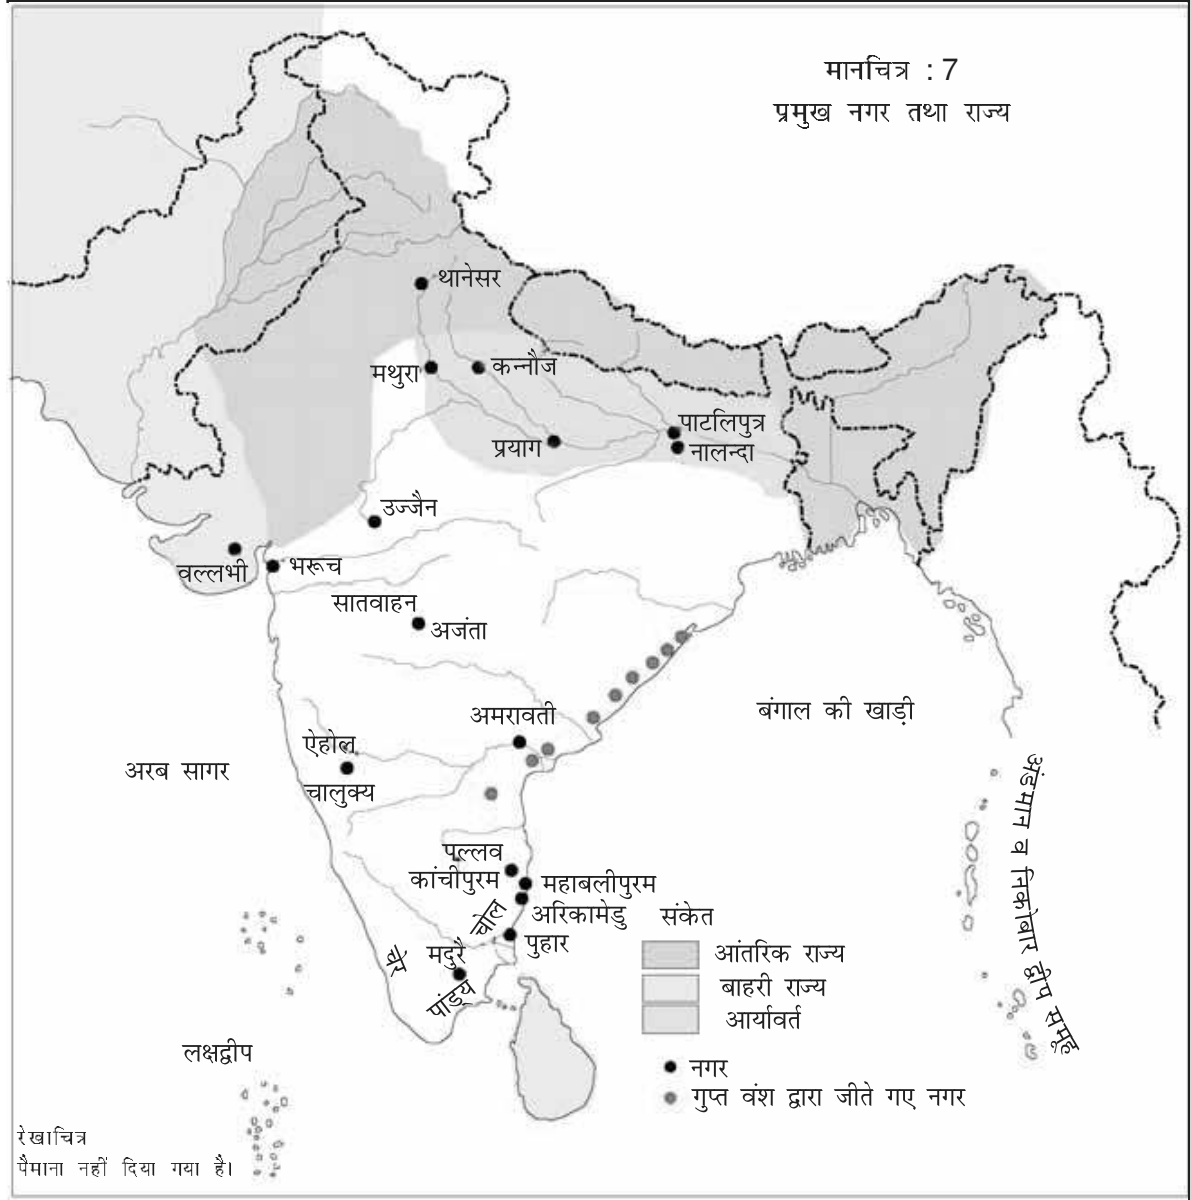 मानचित्र : 7
प्रमुख नगर तथा राज्य
थानेसर
मथुरा
कन्नौज
प्रयाग
पाटलिपुत्र
नालन्दा
उज्जैन
वल्लभी
भरूच
सातवाहन
अजंता
बंगाल की खाड़ी
अमरावती
ऐहोल
अरब सागर
चालुक्य
अंडमान व निकोबार द्वीप समूह
पल्लव
कांचीपुरम
महाबलीपुरम
चोल
अरिकामेडु
पुहार
चेर
मदुरै
पांड्य
संकेत
आंतरिक राज्य
बाहरी राज्य
आर्यावर्त
नगर
गुप्त वंश द्वारा जीते गए नगर
लक्षद्वीप
रेखाचित्र
पैमाना नहीं दिया गया है।